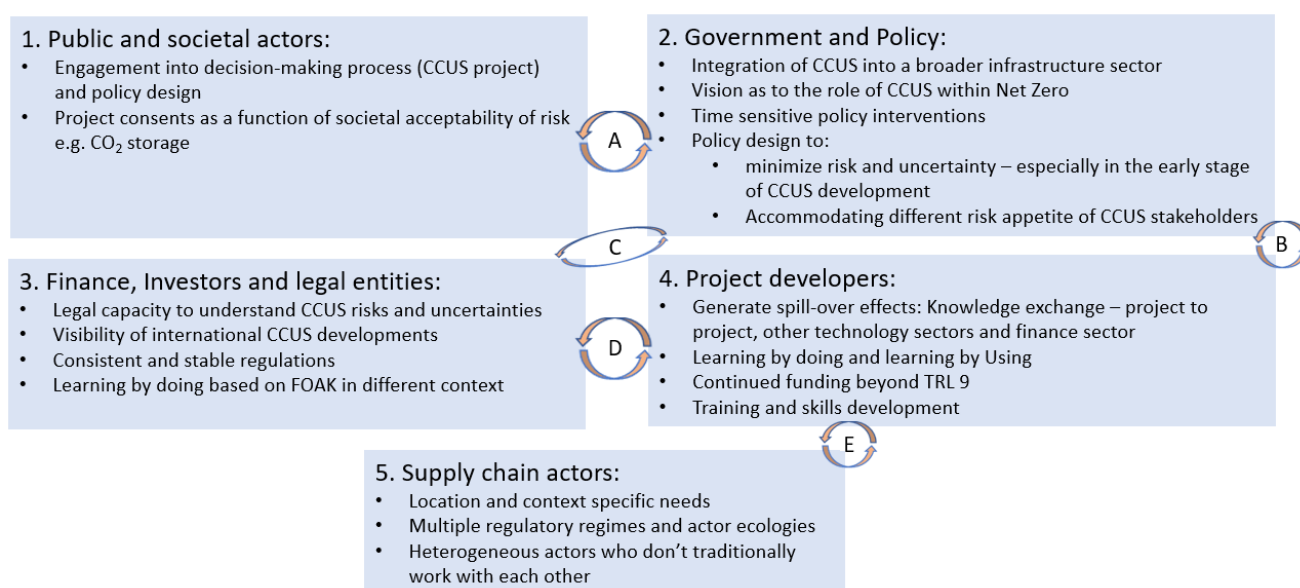 1. Public and societal actors:
• Engagement into decision-making process (CCUS project)
and policy design
• Project consents as a function of societal acceptability of risk
e.g. CO₂ storage
A
2. Government and Policy:
• Integration of CCUS into a broader infrastructure sector
• Vision as to the role of CCUS within Net Zero
• Time sensitive policy interventions
• Policy design to:
• minimize risk and uncertainty – especially in the early stage
of CCUS development
• Accommodating different risk appetite of CCUS stakeholders
B
C
3. Finance, Investors and legal entities:
• Legal capacity to understand CCUS risks and uncertainties
• Visibility of international CCUS developments
• Consistent and stable regulations
• Learning by doing based on FOAK in different context
D
4. Project developers:
• Generate spill-over effects: Knowledge exchange – project to
project, other technology sectors and finance sector
• Learning by doing and learning by Using
• Continued funding beyond TRL 9
• Training and skills development
E
5. Supply chain actors:
• Location and context specific needs
• Multiple regulatory regimes and actor ecologies
• Heterogeneous actors who don’t traditionally
work with each other